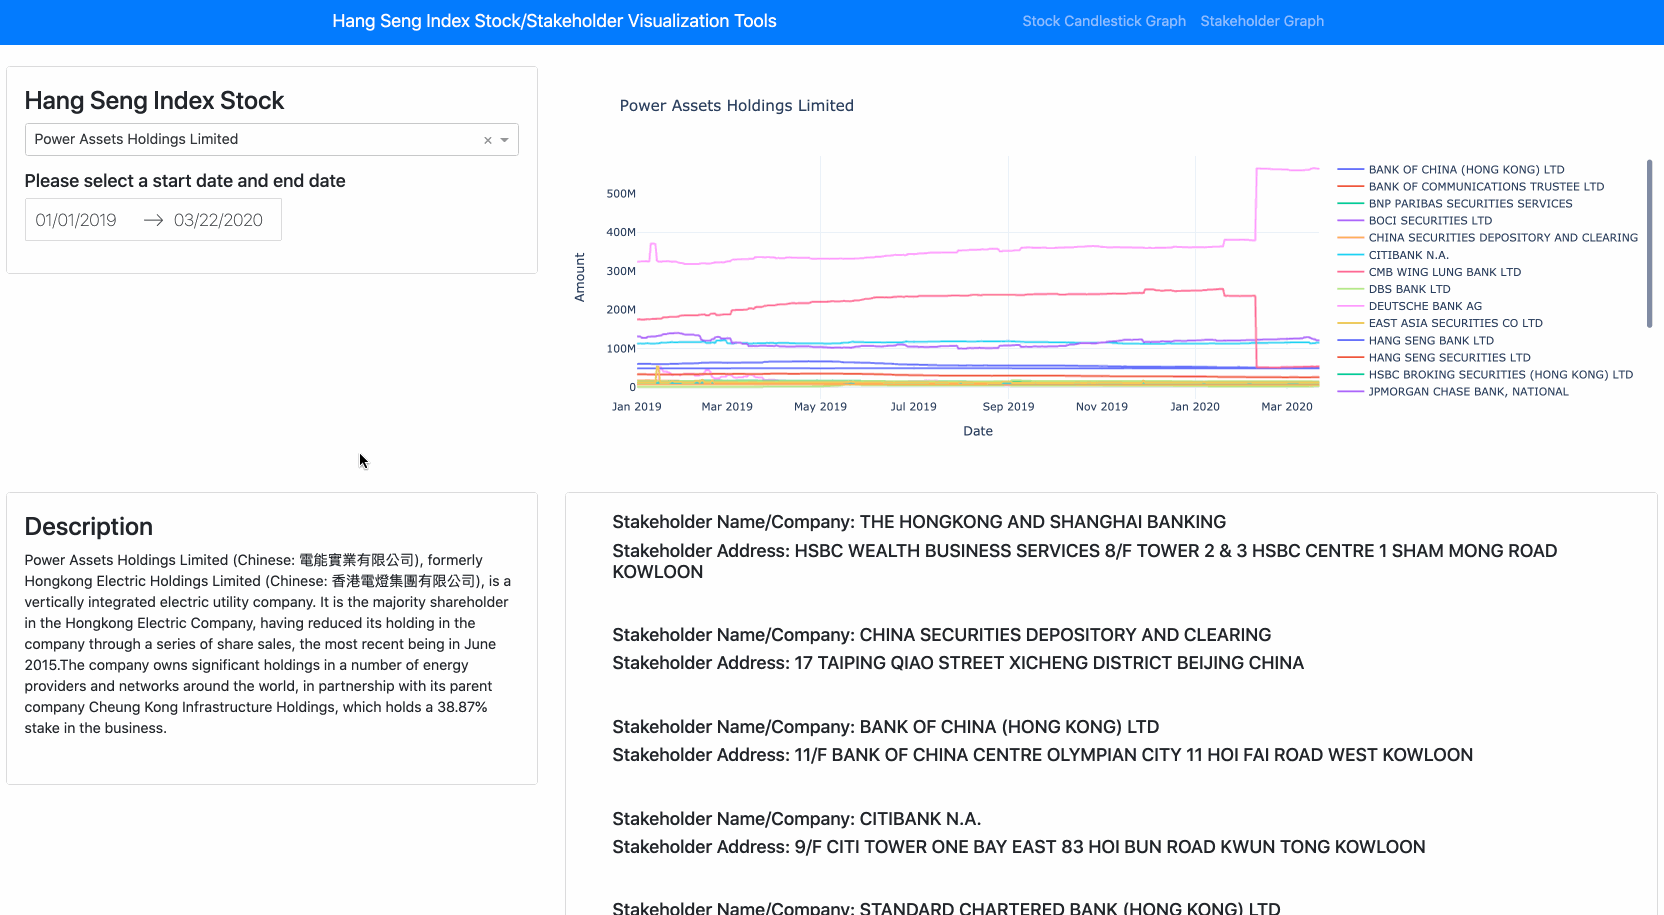 Hang Seng Index Stock/Stakeholder Visualization Tools
Stock Candlestick Graph
Stakeholder Graph
Hang Seng Index Stock
Power Assets Holdings Limited
Please select a start date and end date
01/01/2019 → 03/22/2020
Power Assets Holdings Limited
Amount
500M
400M
300M
200M
100M
0
Jan 2019
Mar 2019
May 2019
Jul 2019
Sep 2019
Nov 2019
Jan 2020
Mar 2020
Date
BANK OF CHINA (HONG KONG) LTD
BANK OF COMMUNICATIONS TRUSTEE LTD
BNP PARIBAS SECURITIES SERVICES
BOCI SECURITIES LTD
CHINA SECURITIES DEPOSITORY AND CLEARING
CITIBANK N.A.
CMB WING LUNG BANK LTD
DBS BANK LTD
DEUTSCHE BANK AG
EAST ASIA SECURITIES CO LTD
HANG SENG BANK LTD
HANG SENG SECURITIES LTD
HSBC BROKING SECURITIES (HONG KONG) LTD
JPMORGAN CHASE BANK, NATIONAL
Description
Power Assets Holdings Limited (Chinese: 電能實業有限公司), formerly
Hongkong Electric Holdings Limited (Chinese: 香港電燈集團有限公司), is a
vertically integrated electric utility company. It is the majority shareholder
in the Hongkong Electric Company, having reduced its holding in the
company through a series of share sales, the most recent being in June
2015.The company owns significant holdings in a number of energy
providers and networks around the world, in partnership with its parent
company Cheung Kong Infrastructure Holdings, which holds a 38.87%
stake in the business.
Stakeholder Name/Company: THE HONGKONG AND SHANGHAI BANKING
Stakeholder Address: HSBC WEALTH BUSINESS SERVICES 8/F TOWER 2 & 3 HSBC CENTRE 1 SHAM MONG ROAD
KOWLOON
Stakeholder Name/Company: CHINA SECURITIES DEPOSITORY AND CLEARING
Stakeholder Address: 17 TAIPING QIAO STREET XICHENG DISTRICT BEIJING CHINA
Stakeholder Name/Company: BANK OF CHINA (HONG KONG) LTD
Stakeholder Address: 11/F BANK OF CHINA CENTRE OLYMPIAN CITY 11 HOI FAI ROAD WEST KOWLOON
Stakeholder Name/Company: CITIBANK N.A.
Stakeholder Address: 9/F CITI TOWER ONE BAY EAST 83 HOI BUN ROAD KWUN TONG KOWLOON
Stakeholder Name/Company: STANDARD CHARTERED BANK (HONG KONG) LTD